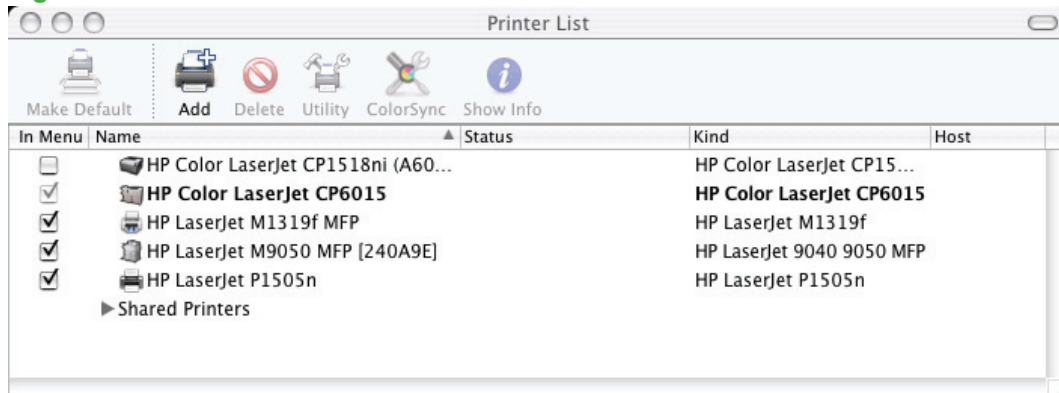 Printer List
Make Default Add Delete Utility ColorSync Show Info
In Menu Name Status Kind Host
HP Color LaserJet CP1518ni (A60... HP Color LaserJet CP15...
HP Color LaserJet CP6015 HP Color LaserJet CP6015
HP LaserJet M1319f MFP HP LaserJet M1319f
HP LaserJet M9050 MFP [240A9E] HP LaserJet 9040 9050 MFP
HP LaserJet P1505n HP LaserJet P1505n
Shared Printers